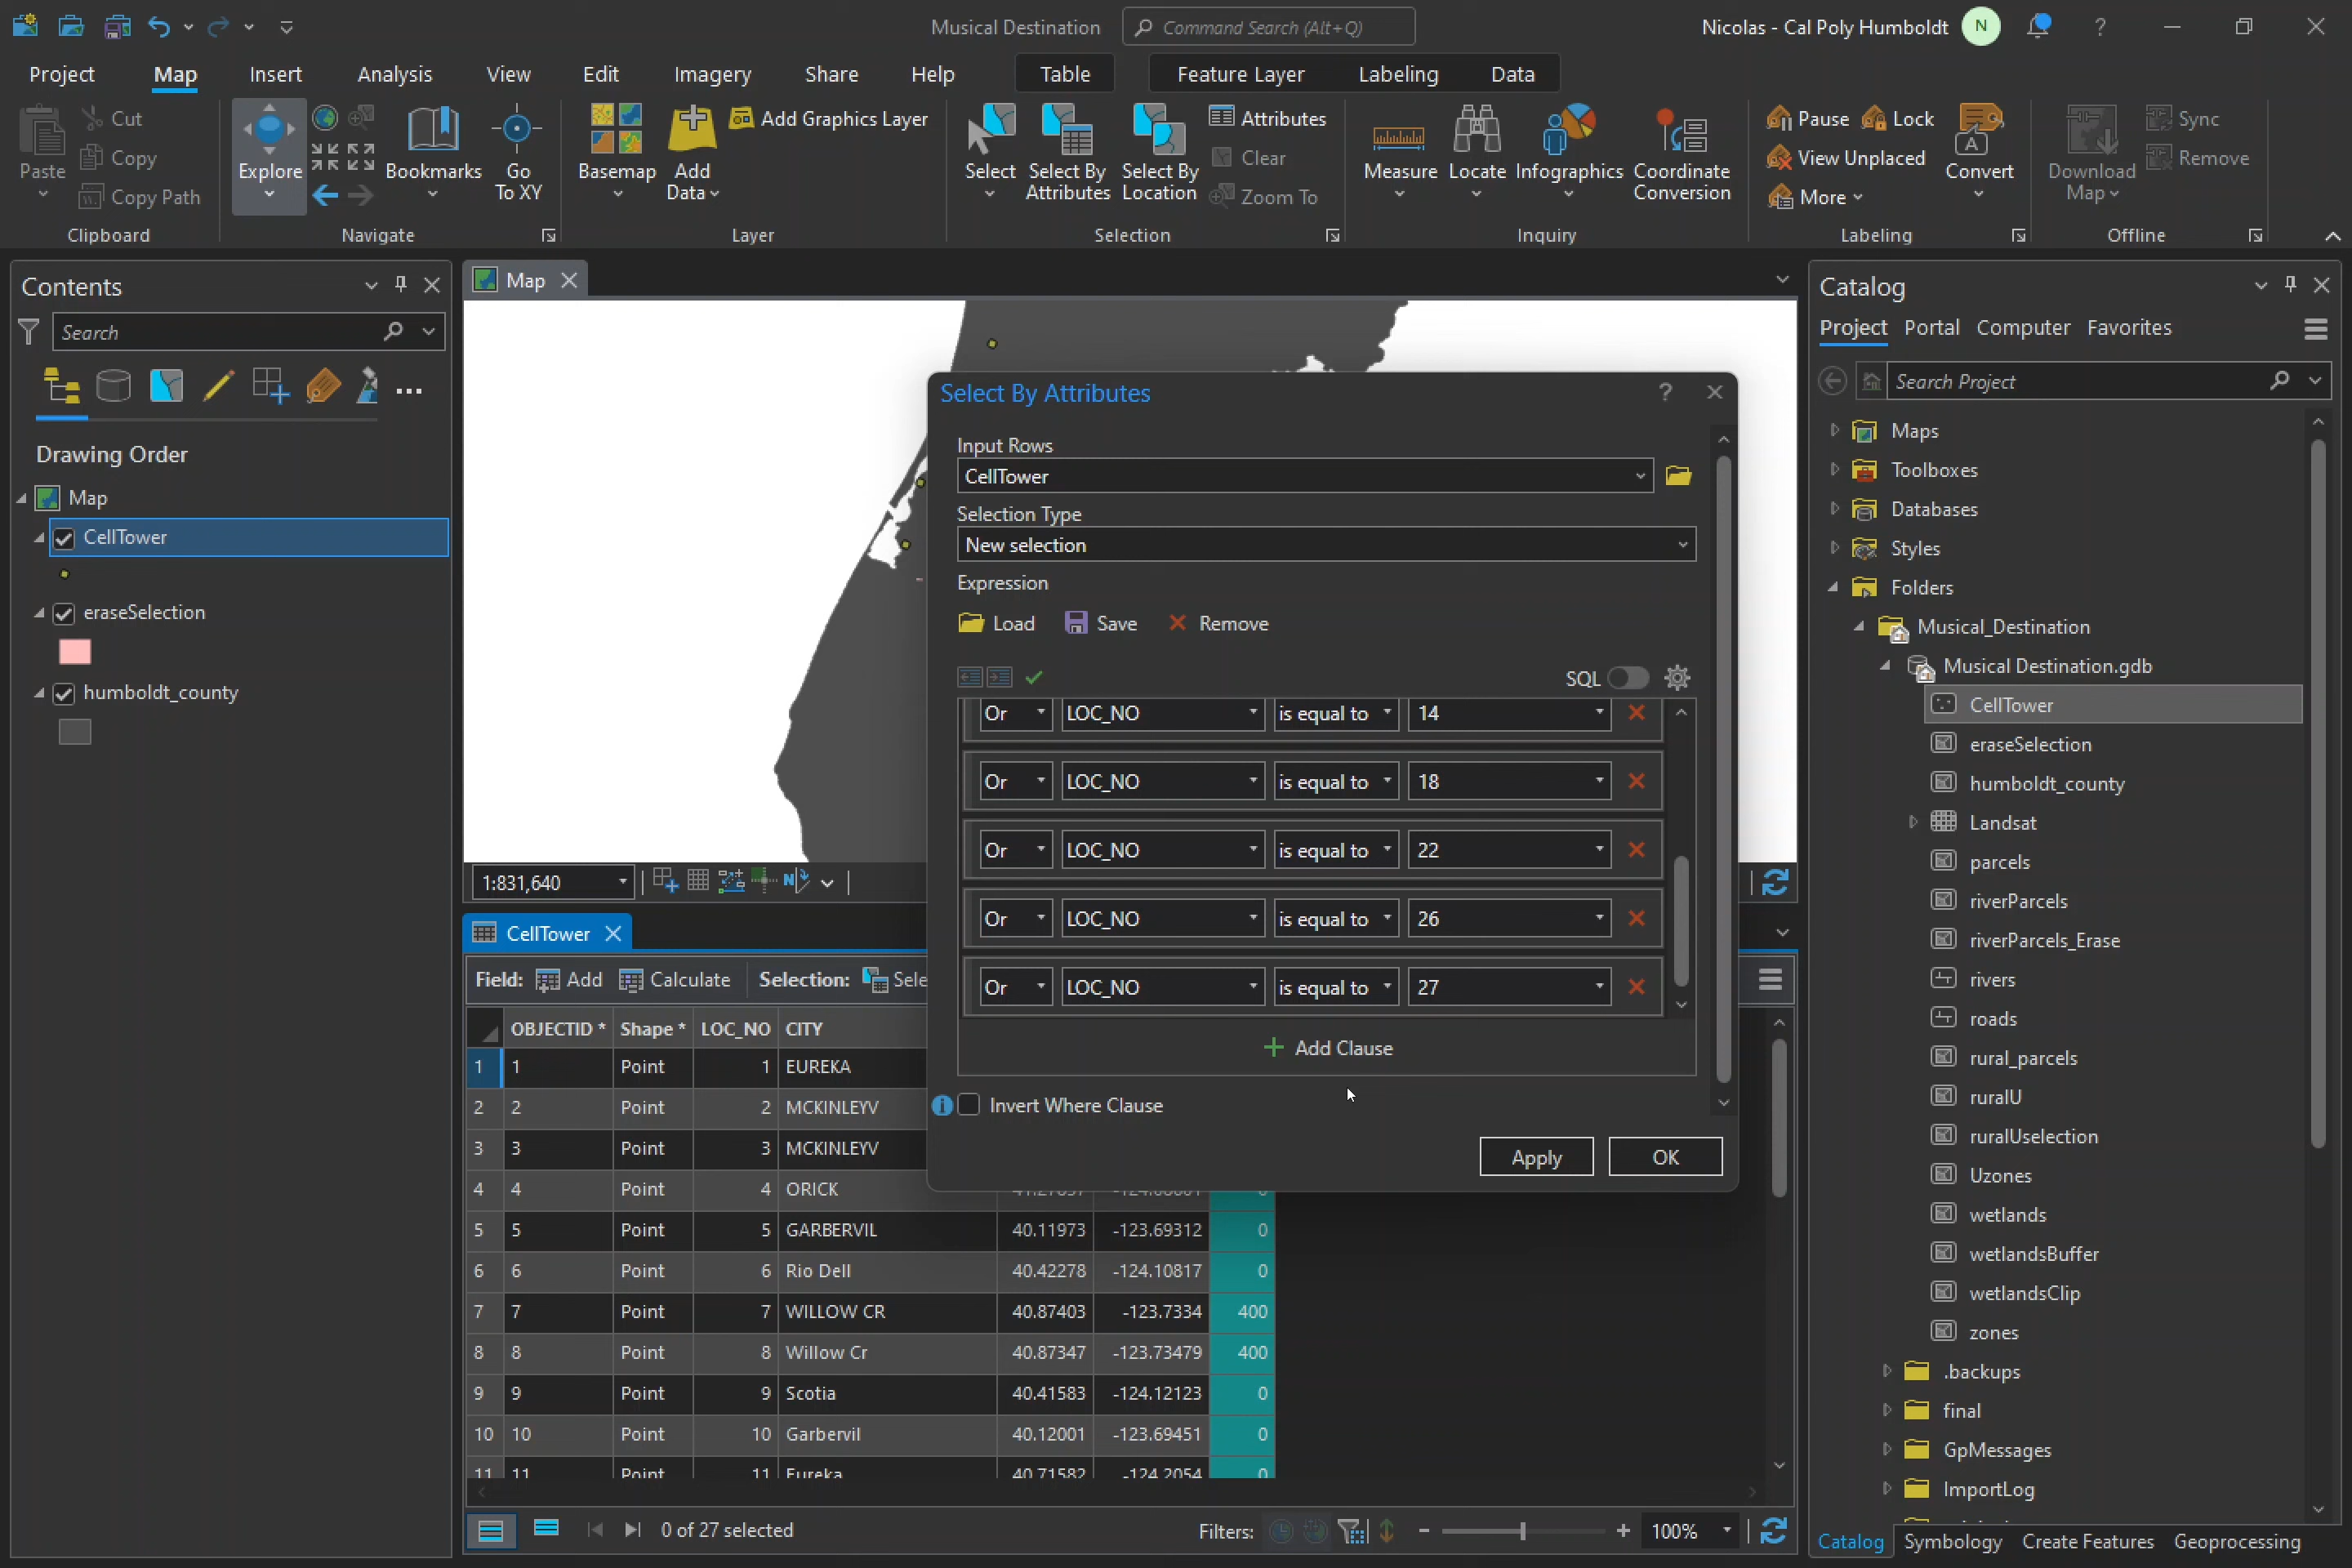 Musical Destination
Command Search (Alt+Q)
Nicolas - Cal Poly Humboldt
N
?
Project
Map
Insert
Analysis
View
Edit
Imagery
Share
Help
Table
Feature Layer
Labeling
Data
Paste
Cut
Copy
Copy Path
Clipboard
Explore
Bookmarks
Go
To XY
Navigate
Basemap
Add
Data
Add Graphics Layer
Layer
Select
Select By
Attributes
Select By
Location
Attributes
Clear
Zoom To
Selection
Measure
Locate
Infographics
Coordinate
Conversion
Inquiry
Pause
Lock
View Unplaced
More
Convert
Labeling
Download
Map
Sync
Remove
Offline
Contents
Search
Drawing Order
Map
CellTower
eraseSelection
humboldt_county
Map
1:831,640
Select By Attributes
?
Input Rows
CellTower
Selection Type
New selection
Expression
Load
Save
Remove
SQL
Or LOC_NO is equal to 14
Or LOC_NO is equal to 18
Or LOC_NO is equal to 22
Or LOC_NO is equal to 26
Or LOC_NO is equal to 27
Add Clause
Invert Where Clause
Apply
OK
CellTower
Field: Add Calculate Selection: Sele
OBJECTID * Shape * LOC_NO CITY
1 1 Point 1 EUREKA
2 2 Point 2 MCKINLEYV
3 3 Point 3 MCKINLEYV
4 4 Point 4 ORICK
5 5 Point 5 GARBERVIL 40.11973 -123.69312 0
6 6 Point 6 Rio Dell 40.42278 -124.10817 0
7 7 Point 7 WILLOW CR 40.87403 -123.7334 400
8 8 Point 8 Willow Cr 40.87347 -123.73479 400
9 9 Point 9 Scotia 40.41583 -124.12123 0
10 10 Point 10 Garbervil 40.12001 -123.69451 0
11 11 Point 11 Eureka 40.71582 -124.2054 0
0 of 27 selected
Filters:
100%
Catalog
Project
Portal
Computer
Favorites
Search Project
Maps
Toolboxes
Databases
Styles
Folders
Musical_Destination
Musical Destination.gdb
CellTower
eraseSelection
humboldt_county
Landsat
parcels
riverParcels
riverParcels_Erase
rivers
roads
rural_parcels
ruralU
ruralUselection
Uzones
wetlands
wetlandsBuffer
wetlandsClip
zones
.backups
final
GpMessages
ImportLog
Catalog
Symbology
Create Features
Geoprocessing